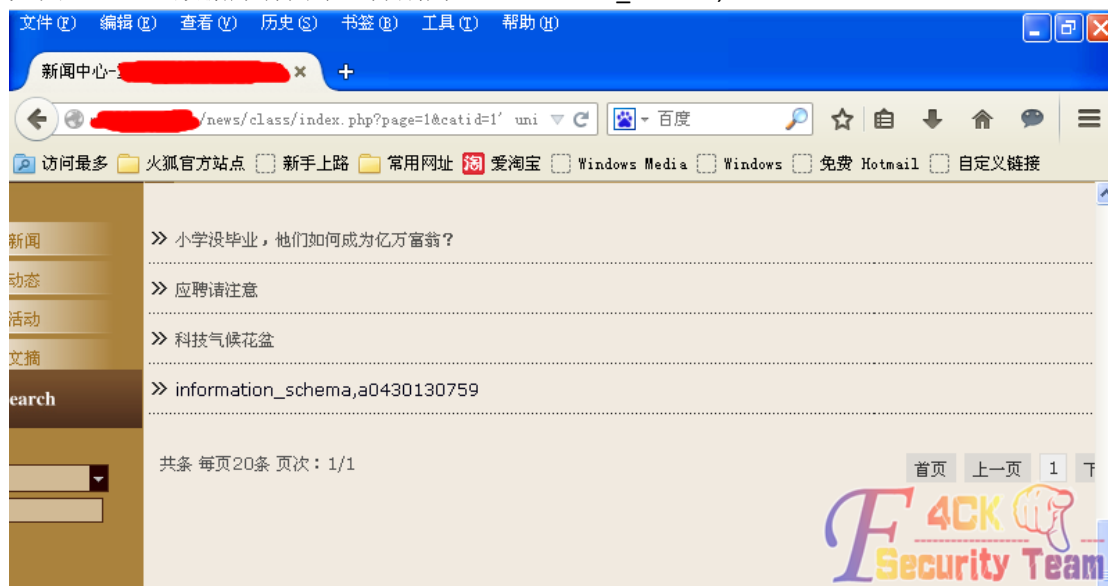 文件(F) 编辑(E) 查看(V) 历史(S) 书签(B) 工具(T) 帮助(H)
新闻中心-
/news/class/index.php?page=1&catid=1' uni
百度
访问最多 火狐官方站点 新手上路 常用网址 淘 爱淘宝 Windows Media Windows 免费 Hotmail 自定义链接
新闻
» 小学没毕业，他们如何成为亿万富翁？
动态
» 应聘请注意
活动
» 科技气候花盆
文摘
earch
» information_schema,a0430130759
共条 每页20条 页次：1/1
首页 上一页 1
F4CK
Security Team